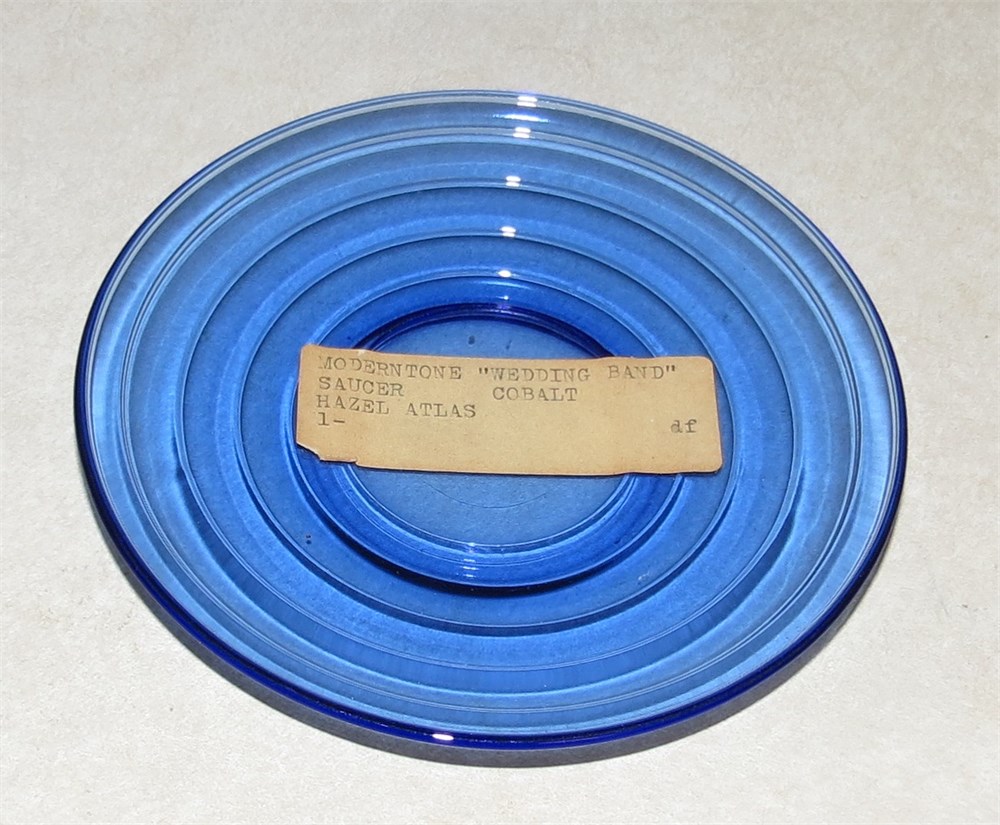 MODERNTONE "WEDDING BAND"
SAUCER COBALT
HAZEL ATLAS
1- df